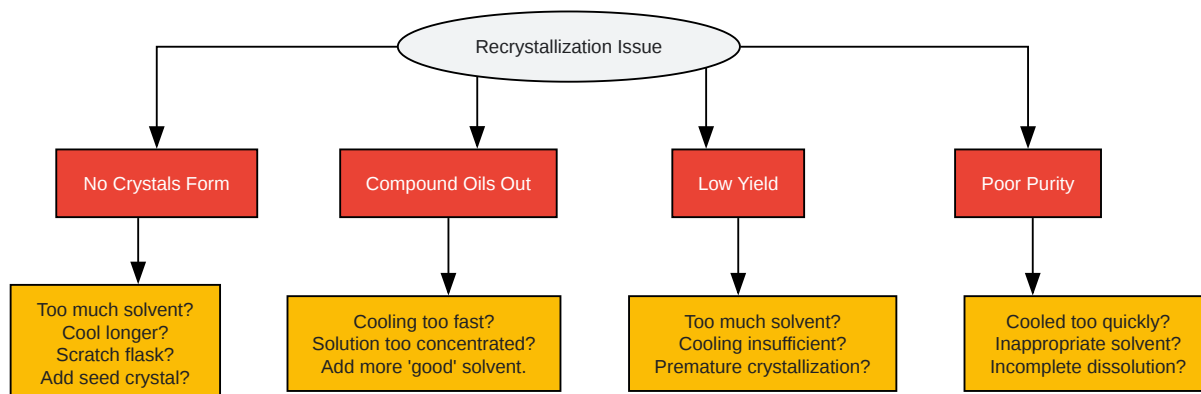 Recrystallization Issue
No Crystals Form
Compound Oils Out
Low Yield
Poor Purity
Too much solvent?
Cool longer?
Scratch flask?
Add seed crystal?
Cooling too fast?
Solution too concentrated?
Add more 'good' solvent.
Too much solvent?
Cooling insufficient?
Premature crystallization?
Cooled too quickly?
Inappropriate solvent?
Incomplete dissolution?